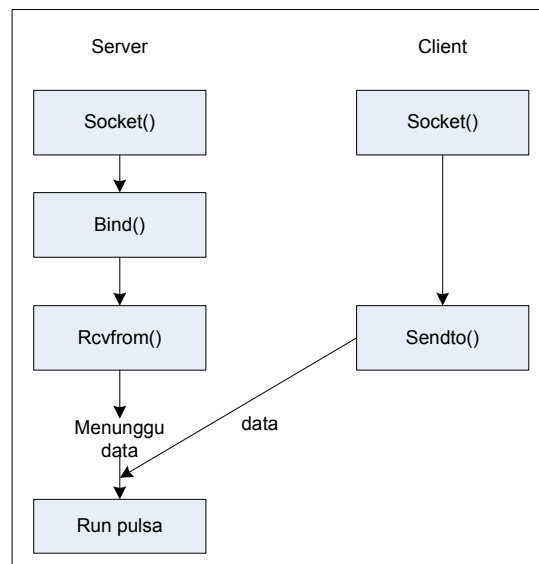 Server
Client
Socket()
Socket()
Bind()
Rcvfrom()
Sendto()
Menunggu
data
data
Run pulsa